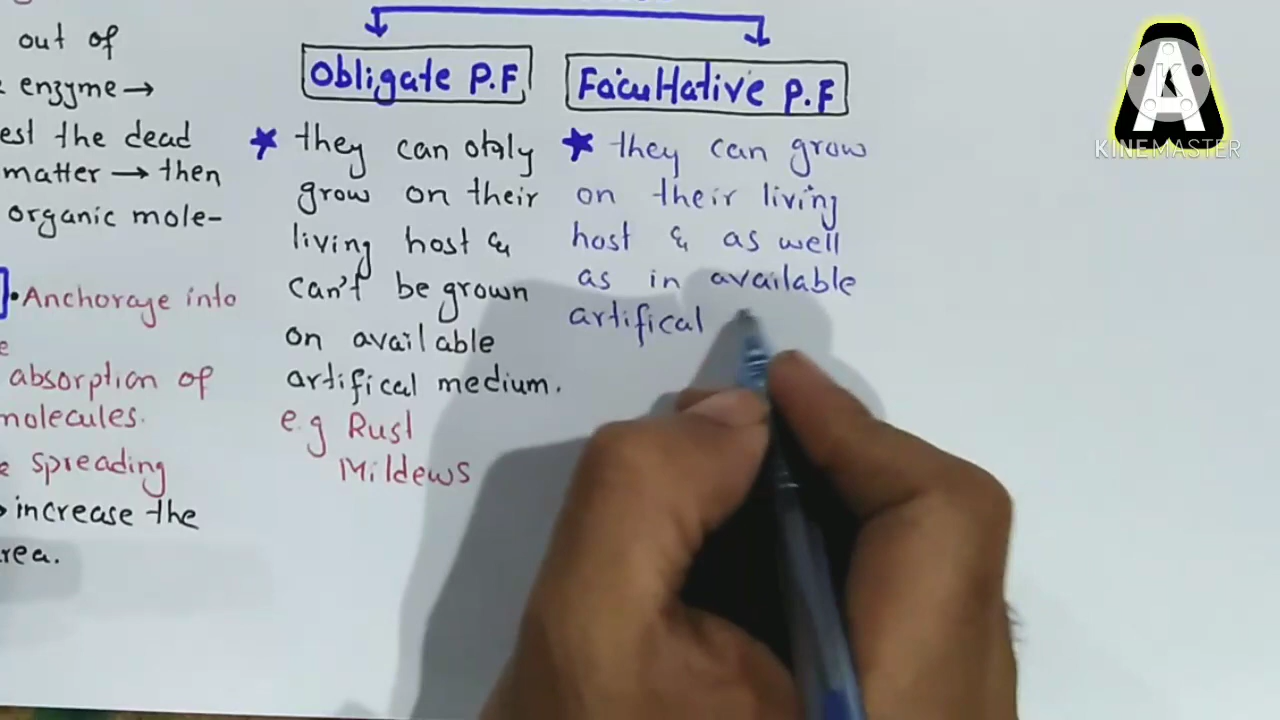 out of
enzyme →
est the dead
matter → then
organic mole-
• Anchorage into
absorption of
molecules.
spreading
increase the
rea.
Obligate P.F
★ they can only
grow on their
living host &
can't be grown
on available
artifical medium.
e.g Rust
Mildews
Facultative P.F
★ they can grow
on their living
host & as well
as in available
artifical
K
KINEMASTER